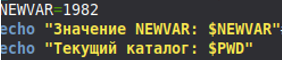 NEWVAR=1982
echo "Значение NEWVAR: $NEWVAR"
echo "Текущий каталог: $PWD"